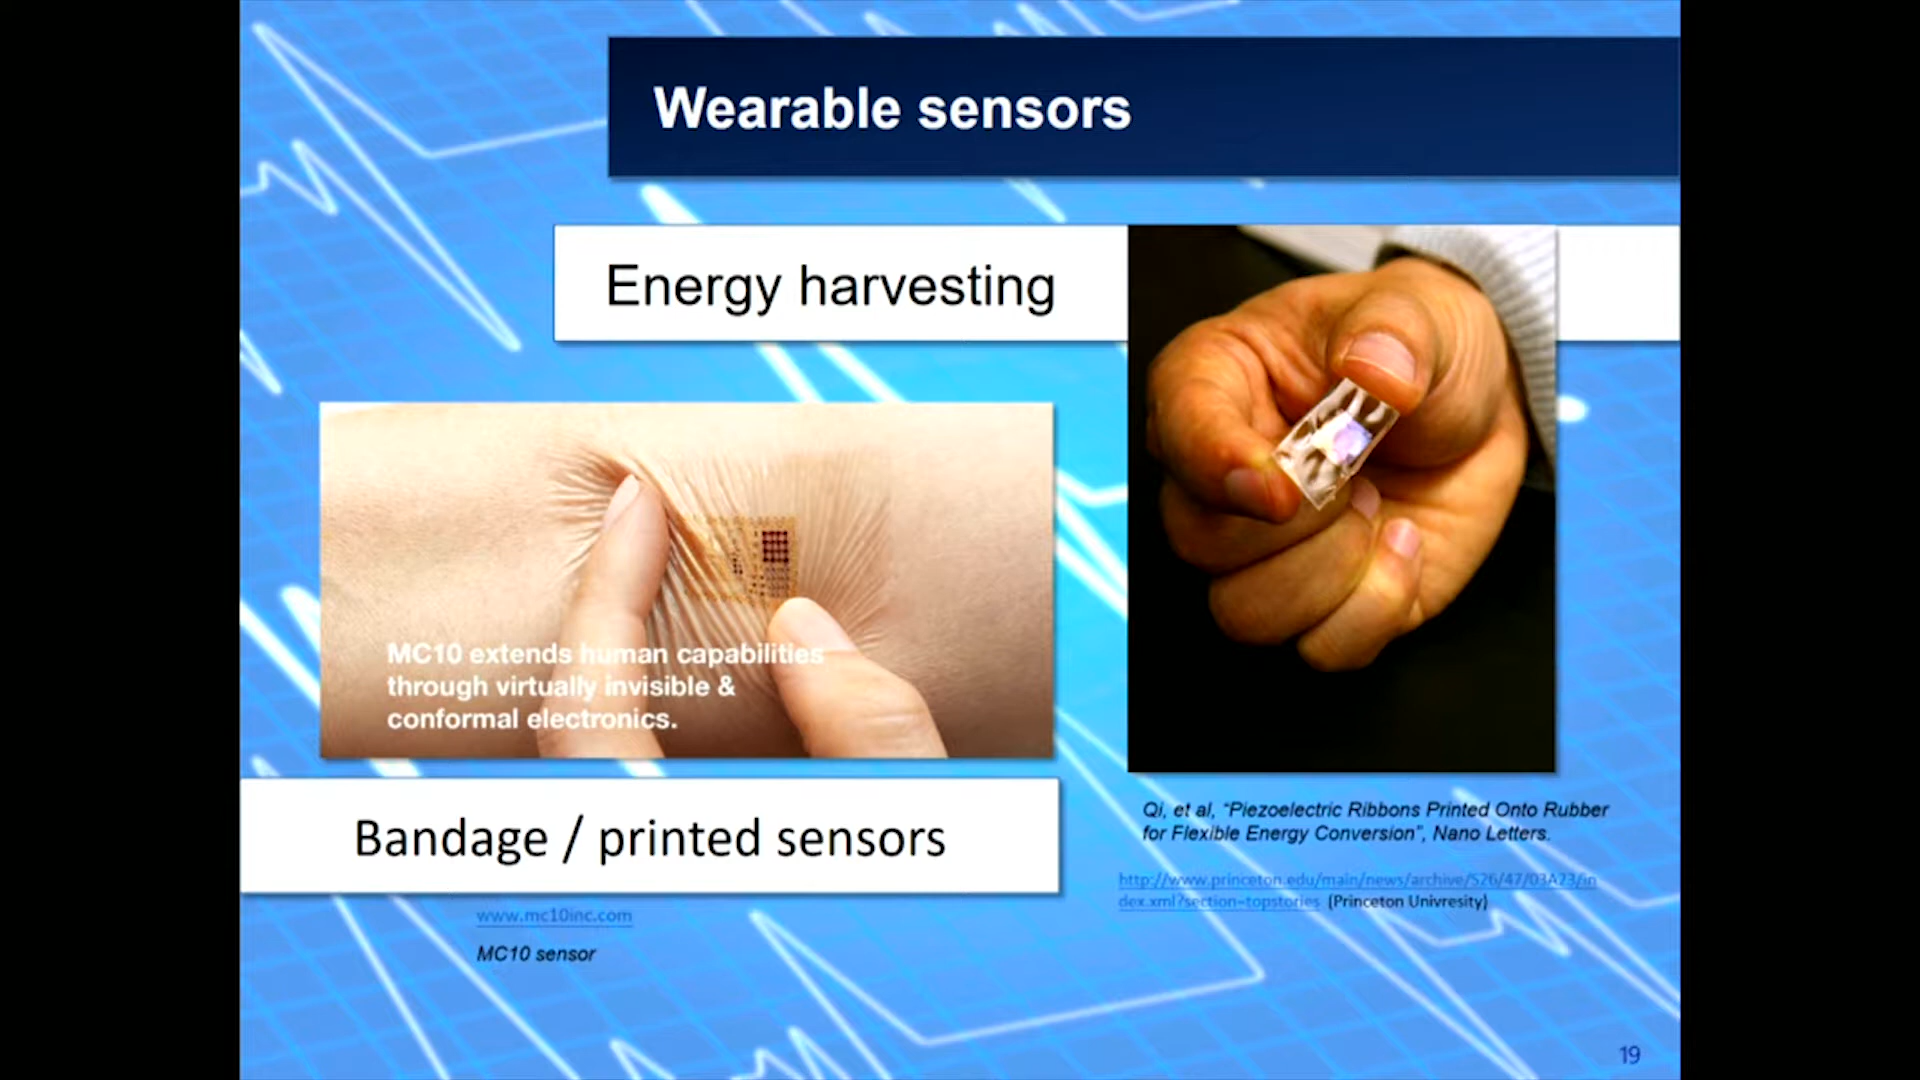 Wearable sensors
Energy harvesting
MC10 extends human capabilities
through virtually invisible &
conformal electronics.
Bandage / printed sensors
www.mc10inc.com
MC10 sensor
Qi, et al, “Piezoelectric Ribbons Printed Onto Rubber
for Flexible Energy Conversion”, Nano Letters.
http://www.princeton.edu/main/news/archive/S26/47/03A23/in
dex.xml?section=topstories (Princeton Univresity)
19